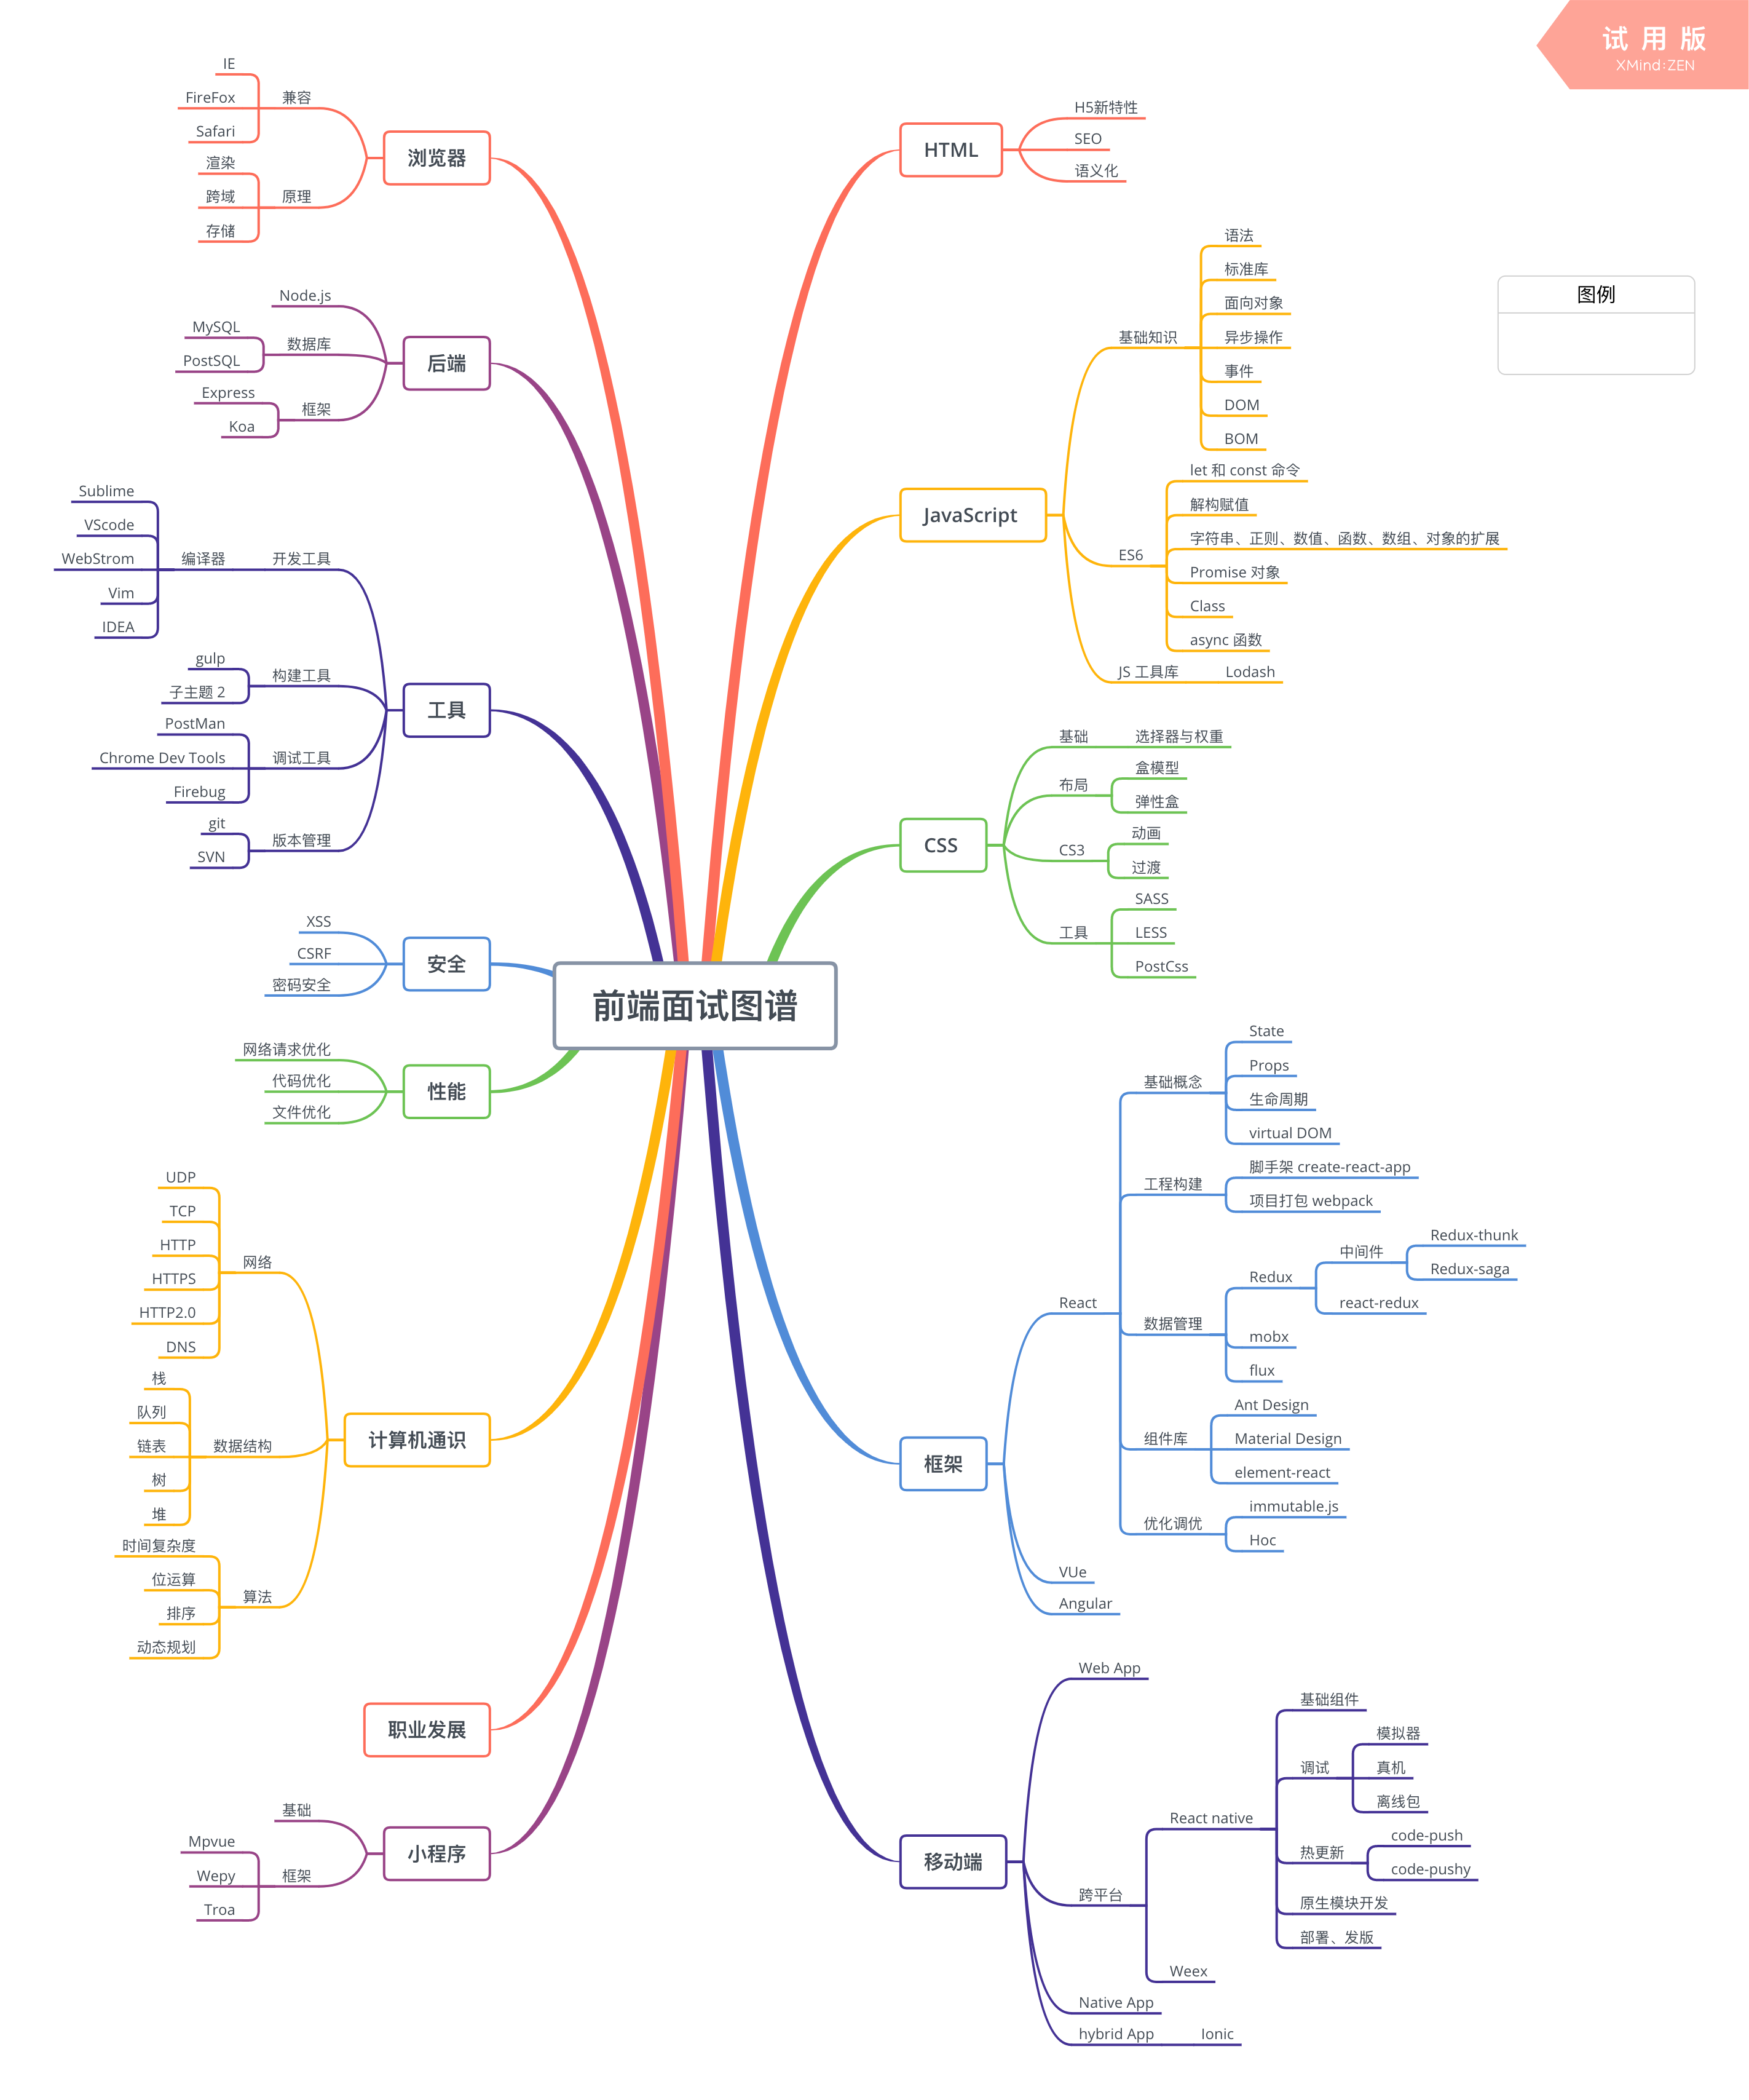 试用版
XMind:ZEN
前端面试图谱
HTML
H5新特性
SEO
语义化
图例
JavaScript
基础知识
语法
标准库
面向对象
异步操作
事件
DOM
BOM
ES6
let 和 const 命令
解构赋值
字符串、正则、数值、函数、数组、对象的扩展
Promise 对象
Class
async 函数
JS 工具库
Lodash
CSS
基础
选择器与权重
布局
盒模型
弹性盒
CS3
动画
过渡
工具
SASS
LESS
PostCss
框架
React
基础概念
State
Props
生命周期
virtual DOM
工程构建
脚手架 create-react-app
项目打包 webpack
数据管理
Redux
中间件
Redux-thunk
Redux-saga
react-redux
mobx
flux
组件库
Ant Design
Material Design
element-react
优化调优
immutable.js
Hoc
VUe
Angular
移动端
Web App
跨平台
React native
基础组件
调试
模拟器
真机
离线包
热更新
code-push
code-pushy
原生模块开发
部署、发版
Weex
Native App
hybrid App
Ionic
浏览器
兼容
IE
FireFox
Safari
原理
渲染
跨域
存储
后端
Node.js
数据库
MySQL
PostSQL
框架
Express
Koa
工具
开发工具
编译器
Sublime
VScode
WebStrom
Vim
IDEA
构建工具
gulp
子主题 2
调试工具
PostMan
Chrome Dev Tools
Firebug
版本管理
git
SVN
安全
XSS
CSRF
密码安全
性能
网络请求优化
代码优化
文件优化
计算机通识
网络
UDP
TCP
HTTP
HTTPS
HTTP2.0
DNS
数据结构
栈
队列
链表
树
堆
算法
时间复杂度
位运算
排序
动态规划
职业发展
小程序
基础
框架
Mpvue
Wepy
Troa